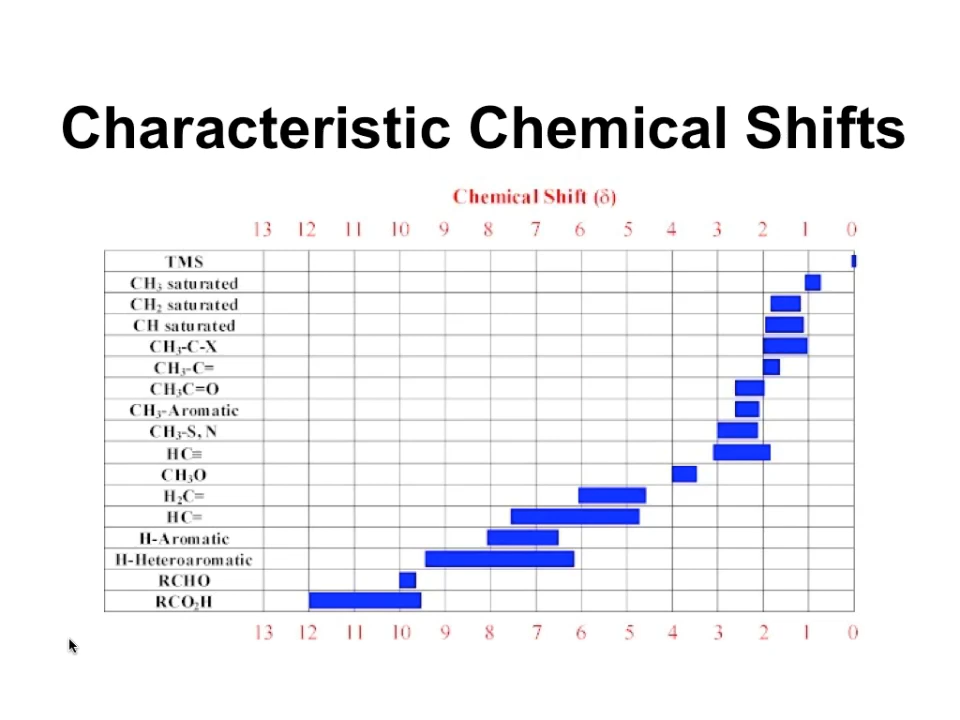 Characteristic Chemical Shifts
Chemical Shift (δ)
13 12 11 10 9 8 7 6 5 4 3 2 1 0
TMS
CH₃ saturated
CH₂ saturated
CH saturated
CH₃-C-X
CH₃-C=
CH₃C=O
CH₃-Aromatic
CH₃-S, N
HC≡
CH₃O
H₂C=
HC=
H-Aromatic
H-Heteroaromatic
RCHO
RCO₂H
13 12 11 10 9 8 7 6 5 4 3 2 1 0